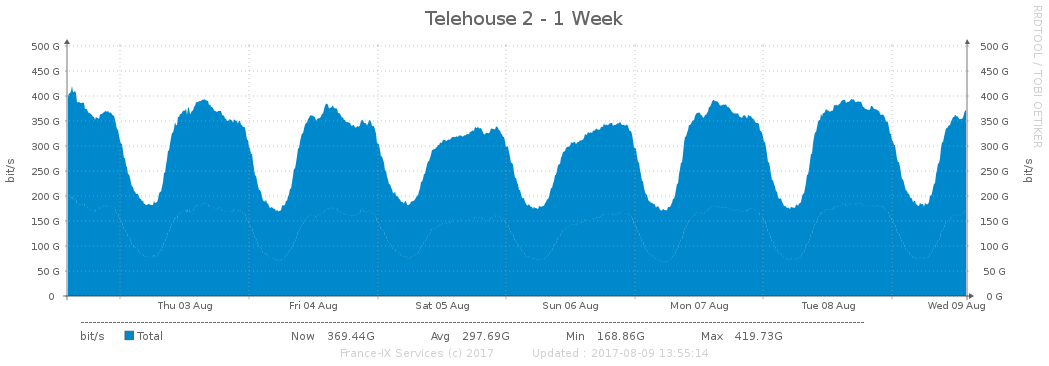 Telehouse 2 - 1 Week
RRDTOOL / TOBI OETIKER
500 G 500 G
450 G 450 G
400 G 400 G
350 G 350 G
300 G 300 G
250 G 250 G
200 G 200 G
150 G 150 G
100 G 100 G
50 G 50 G
0 0 G
bit/s bit/s
Thu 03 Aug Fri 04 Aug Sat 05 Aug Sun 06 Aug Mon 07 Aug Tue 08 Aug Wed 09 Aug
bit/s Total Now 369.44G Avg 297.69G Min 168.86G Max 419.73G
France-IX Services (c) 2017 Updated : 2017-08-09 13:55:14